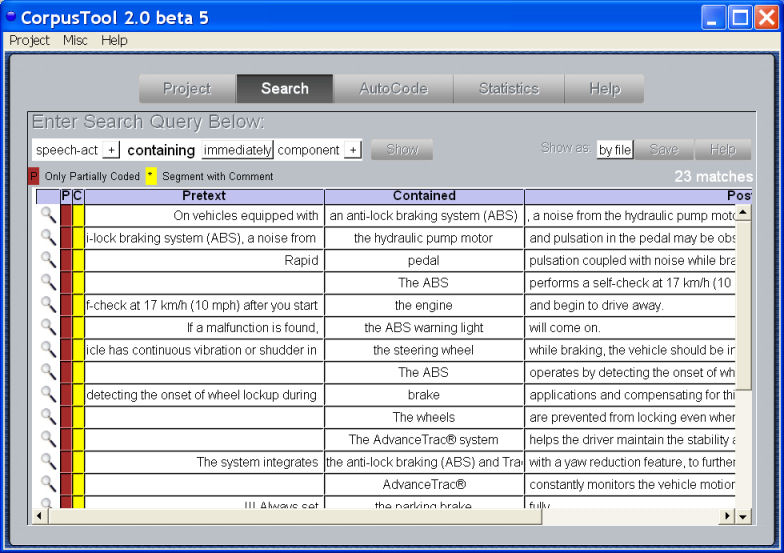 CorpusTool 2.0 beta 5
Project Misc Help
Project Search AutoCode Statistics Help
Enter Search Query Below:
speech-act + containing immediately component + Show Show as: by file Save Help
P Only Partially Coded * Segment with Comment 23 matches
P C Pretext Contained Pos
On vehicles equipped with an anti-lock braking system (ABS) , a noise from the hydraulic pump moto
i-lock braking system (ABS), a noise from the hydraulic pump motor and pulsation in the pedal may be obs
Rapid pedal pulsation coupled with noise while bra
The ABS performs a self-check at 17 km/h (10
f-check at 17 km/h (10 mph) after you start the engine and begin to drive away.
If a malfunction is found, the ABS warning light will come on.
icle has continuous vibration or shudder in the steering wheel while braking, the vehicle should be in
The ABS operates by detecting the onset of wh
detecting the onset of wheel lockup during brake applications and compensating for thi
The wheels are prevented from locking even when
The AdvanceTrac® system helps the driver maintain the stability a
The system integrates the anti-lock braking (ABS) and Tra with a yaw reduction feature, to further
AdvanceTrac® constantly monitors the vehicle motion
!!! Always set the parking brake fully